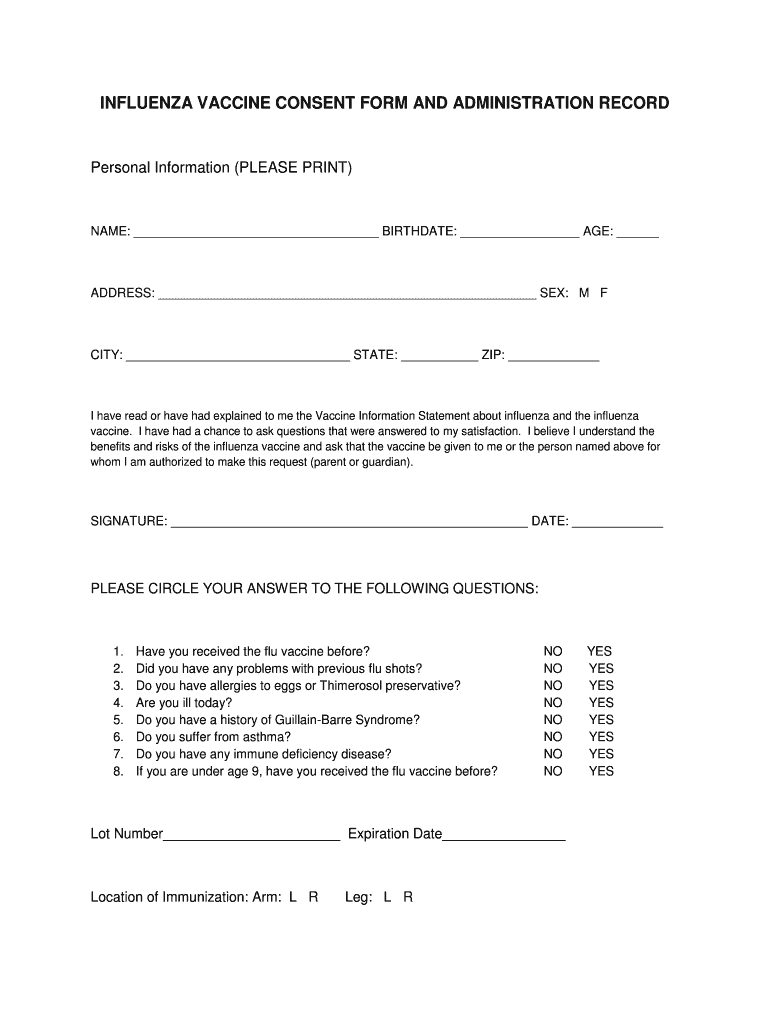 INFLUENZA VACCINE CONSENT FORM AND ADMINISTRATION RECORD
Personal Information (PLEASE PRINT)
NAME: ___________________________________ BIRTHDATE: _________________ AGE: ______
ADDRESS: ______________________________________________________ SEX: M F
CITY: ________________________________ STATE: ___________ ZIP: _____________
I have read or have had explained to me the Vaccine Information Statement about influenza and the influenza
vaccine. I have had a chance to ask questions that were answered to my satisfaction. I believe I understand the
benefits and risks of the influenza vaccine and ask that the vaccine be given to me or the person named above for
whom I am authorized to make this request (parent or guardian).
SIGNATURE: ___________________________________________________ DATE: _____________
PLEASE CIRCLE YOUR ANSWER TO THE FOLLOWING QUESTIONS:
1. Have you received the flu vaccine before? NO YES
2. Did you have any problems with previous flu shots? NO YES
3. Do you have allergies to eggs or Thimerosol preservative? NO YES
4. Are you ill today? NO YES
5. Do you have a history of Guillain-Barre Syndrome? NO YES
6. Do you suffer from asthma? NO YES
7. Do you have any immune deficiency disease? NO YES
8. If you are under age 9, have you received the flu vaccine before? NO YES
Lot Number_______________________ Expiration Date________________
Location of Immunization: Arm: L R Leg: L R